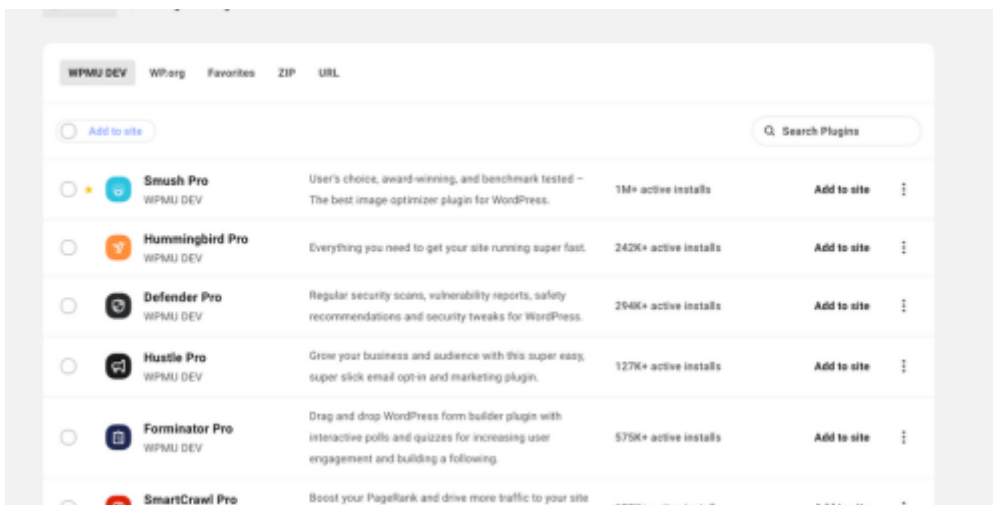 WPMU DEV WP.org Favorites ZIP URL
Add to site
Search Plugins
Smush Pro
WPMU DEV
User's choice, award-winning, and benchmark tested –
The best image optimizer plugin for WordPress.
1M+ active installs
Add to site
Hummingbird Pro
WPMU DEV
Everything you need to get your site running super fast.
242K+ active installs
Add to site
Defender Pro
WPMU DEV
Regular security scans, vulnerability reports, safety
recommendations and security tweaks for WordPress.
294K+ active installs
Add to site
Hustle Pro
WPMU DEV
Grow your business and audience with this super easy,
super slick email opt-in and marketing plugin.
127K+ active installs
Add to site
Forminator Pro
WPMU DEV
Drag and drop WordPress form builder plugin with
interactive polls and quizzes for increasing user
engagement and building a following.
575K+ active installs
Add to site
SmartCrawl Pro
Boost your PageRank and drive more traffic to your site